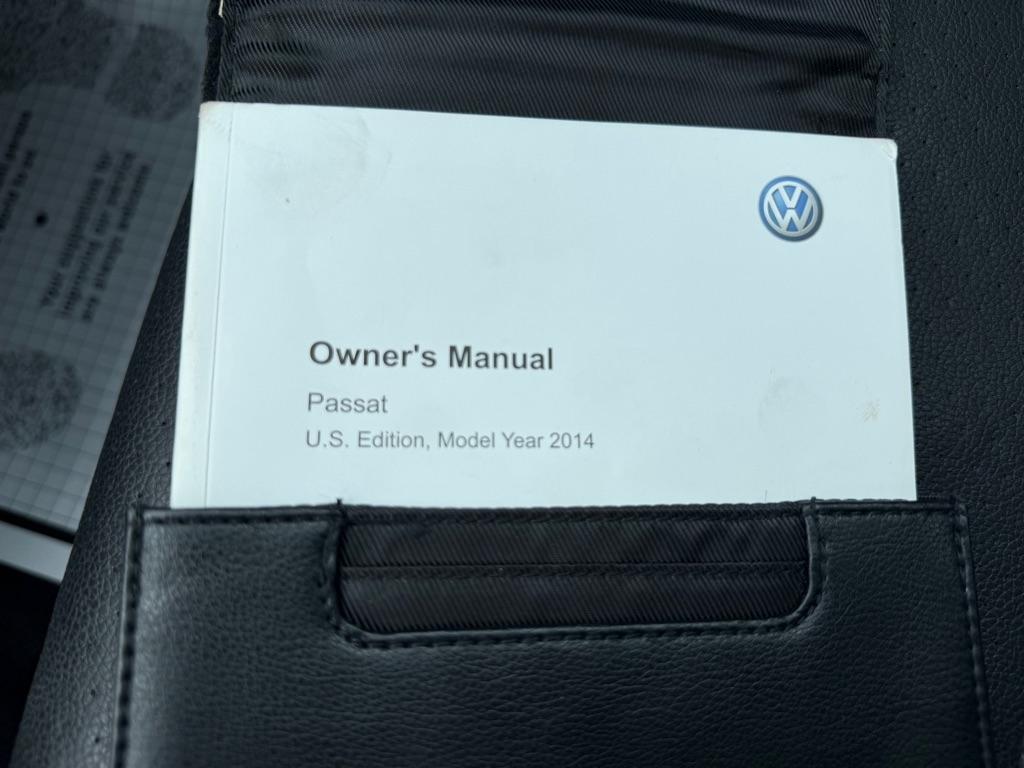 Owner's Manual
Passat
U.S. Edition, Model Year 2014